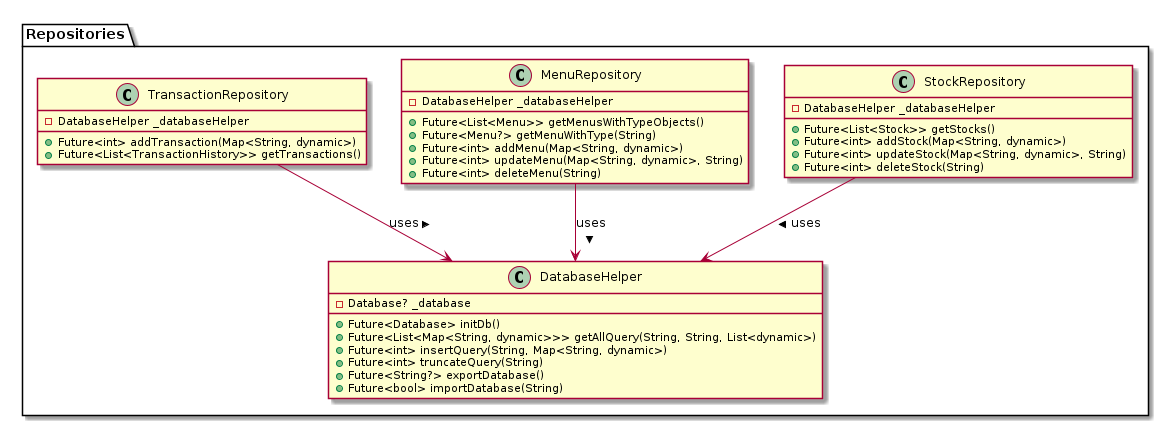 Repositories
C TransactionRepository
DatabaseHelper _databaseHelper
Future<int> addTransaction(Map<String, dynamic>)
Future<List<TransactionHistory>> getTransactions()
C MenuRepository
DatabaseHelper _databaseHelper
Future<List<Menu>> getMenusWithTypeObjects()
Future<Menu?> getMenuWithType(String)
Future<int> addMenu(Map<String, dynamic>)
Future<int> updateMenu(Map<String, dynamic>, String)
Future<int> deleteMenu(String)
C StockRepository
DatabaseHelper _databaseHelper
Future<List<Stock>> getStocks()
Future<int> addStock(Map<String, dynamic>)
Future<int> updateStock(Map<String, dynamic>, String)
Future<int> deleteStock(String)
uses
uses
uses
C DatabaseHelper
Database? _database
Future<Database> initDb()
Future<List<Map<String, dynamic>>> getAllQuery(String, String, List<dynamic>)
Future<int> insertQuery(String, Map<String, dynamic>)
Future<int> truncateQuery(String)
Future<String?> exportDatabase()
Future<bool> importDatabase(String)